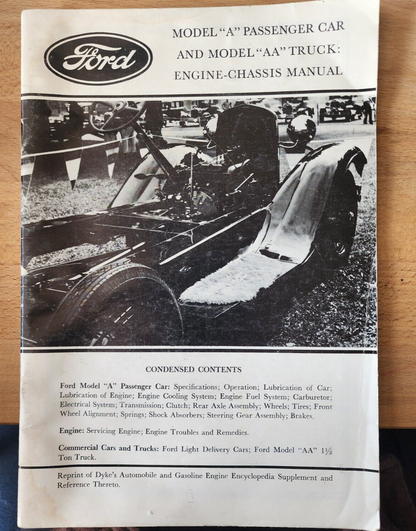 Ford
MODEL “A” PASSENGER CAR
AND MODEL “AA” TRUCK:
ENGINE-CHASSIS MANUAL
CONDENSED CONTENTS
Ford Model “A” Passenger Car: Specifications; Operation; Lubrication of Car;
Lubrication of Engine; Engine Cooling System; Engine Fuel System; Carburetor;
Electrical System; Transmission; Clutch; Rear Axle Assembly; Wheels; Tires; Front
Wheel Alignment; Springs; Shock Absorbers; Steering Gear Assembly; Brakes.
Engine: Servicing Engine; Engine Troubles and Remedies.
Commercial Cars and Trucks: Ford Light Delivery Cars; Ford Model “AA” 1½
Ton Truck.
Reprint of Dyke's Automobile and Gasoline Engine Encyclopedia Supplement and
Reference Thereto.